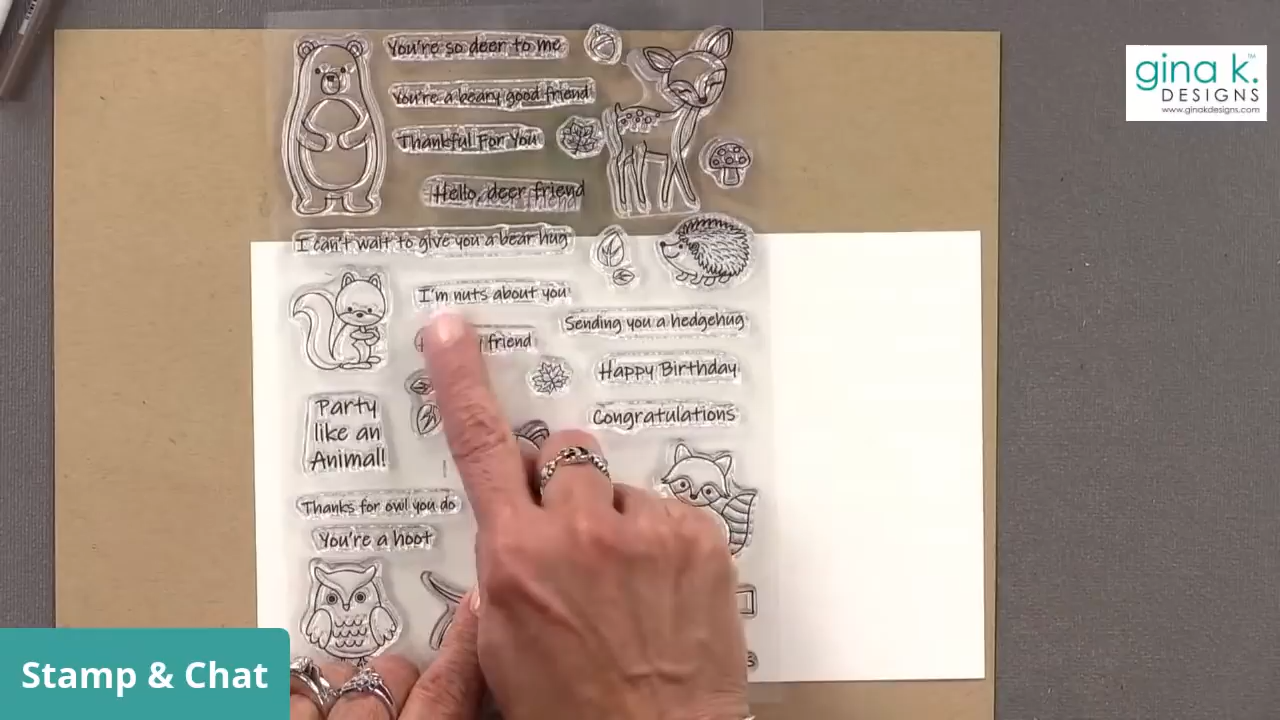 You're so deer to me
You're a beary good friend
Thankful For You
Hello, deer friend
I can't wait to give you a bear hug
I'm nuts about you
Sending you a hedgehug
friend
Happy Birthday
Party
like an
Animal!
Congratulations
Thanks for owl you do
You're a hoot
gina k.™
DESIGNS
www.ginakdesigns.com
Stamp & Chat